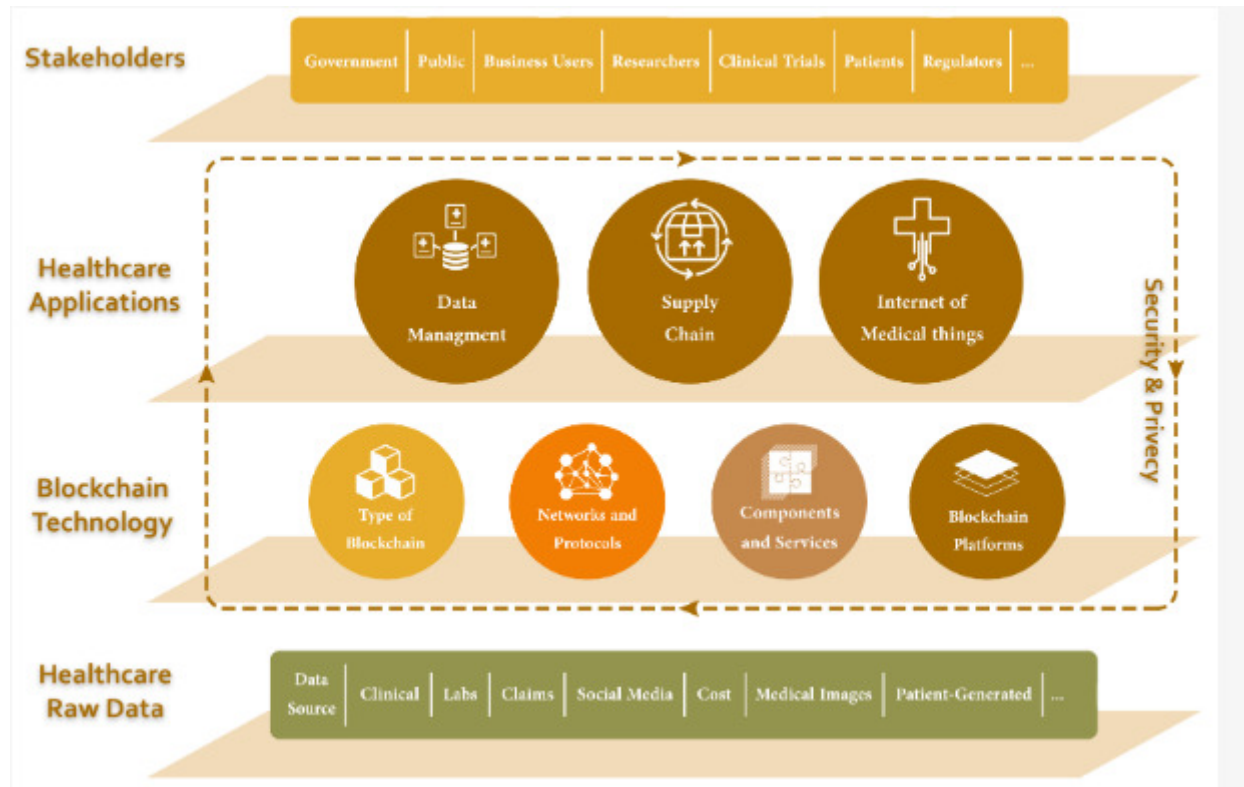 Stakeholders
Government Public Business Users Researchers Clinical Trials Patients Regulators ...
Healthcare
Applications
Data
Managment
Supply
Chain
Internet of
Medical things
Security & Privecy
Blockchain
Technology
Type of
Blockchain
Networks and
Protocols
Components
and Services
Blockchain
Platforms
Healthcare
Raw Data
Data
Source
Clinical Labs Claims Social Media Cost Medical Images Patient-Generated ...